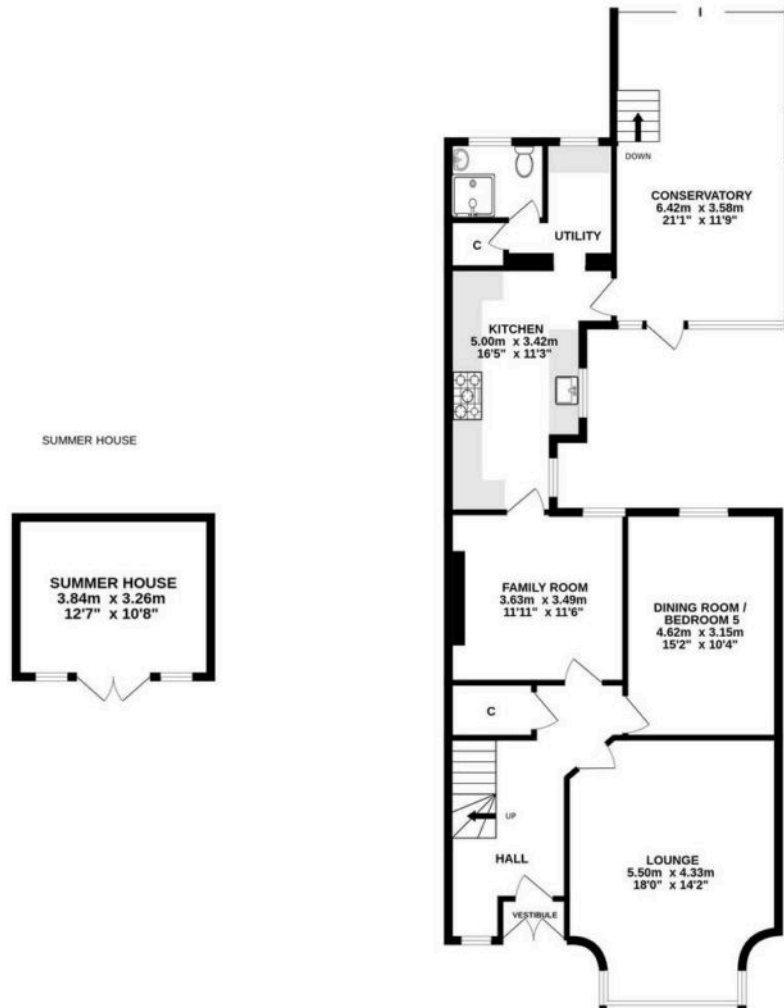 DOWN
CONSERVATORY
6.42m x 3.58m
21'1" x 11'9"
UTILITY
C
KITCHEN
5.00m x 3.42m
16'5" x 11'3"
SUMMER HOUSE
SUMMER HOUSE
3.84m x 3.26m
12'7" x 10'8"
FAMILY ROOM
3.63m x 3.49m
11'11" x 11'6"
DINING ROOM /
BEDROOM 5
4.62m x 3.15m
15'2" x 10'4"
C
UP
HALL
LOUNGE
5.50m x 4.33m
18'0" x 14'2"
VESTIBULE